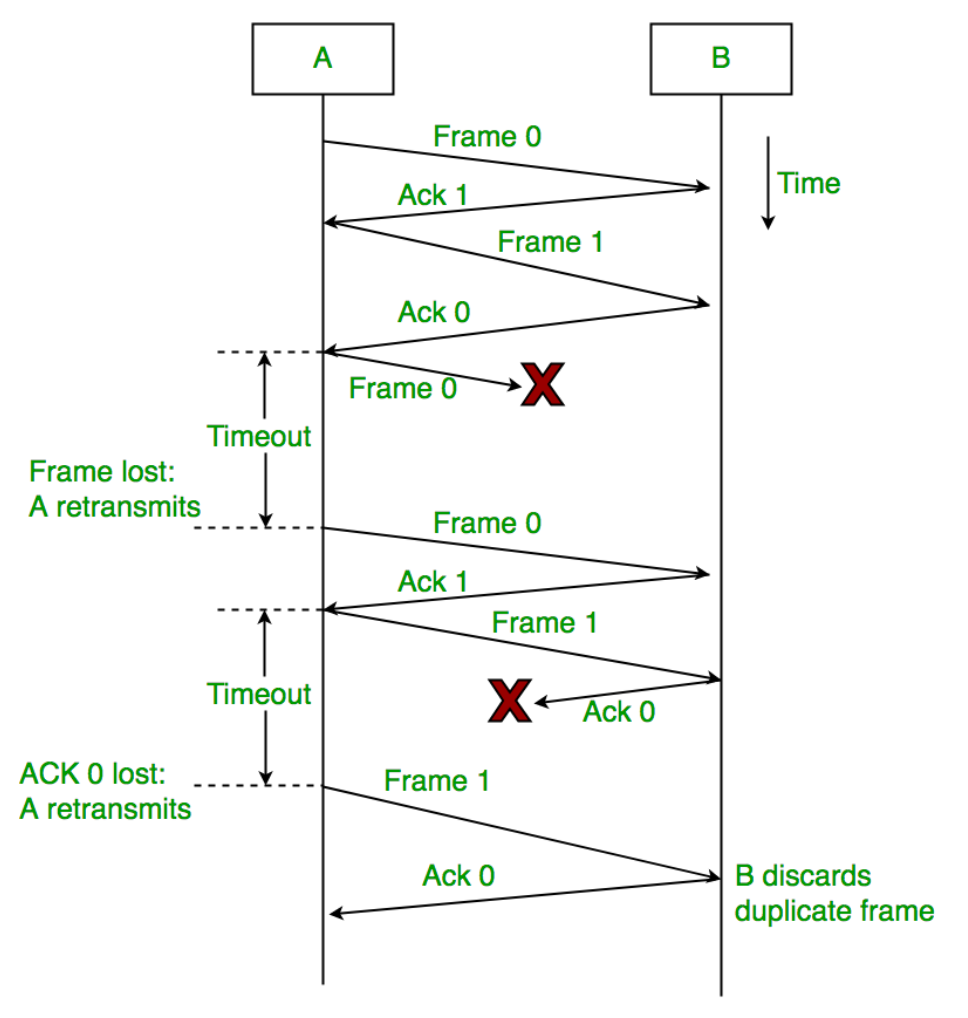 A
B
Frame 0
Time
Ack 1
Frame 1
Ack 0
Frame 0
X
Timeout
Frame lost:
A retransmits
Frame 0
Ack 1
Frame 1
Timeout
X
Ack 0
ACK 0 lost:
A retransmits
Frame 1
Ack 0
B discards
duplicate frame